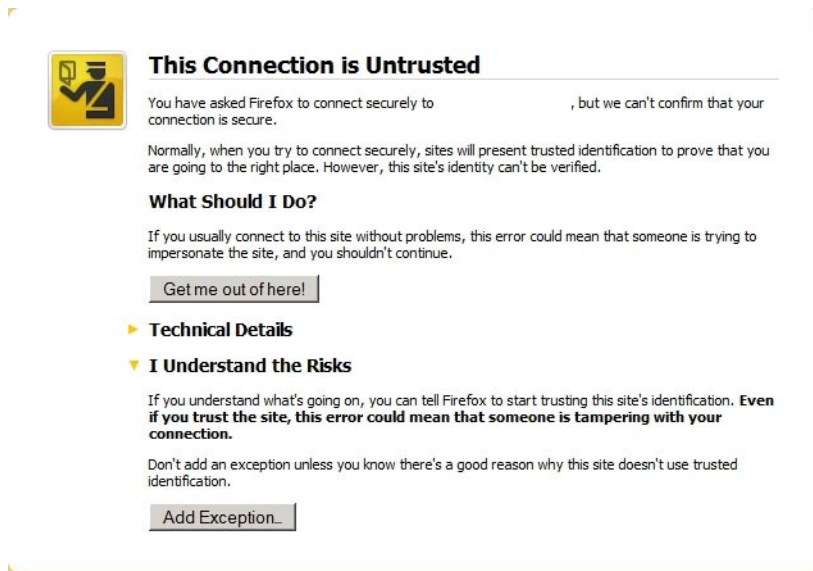 This Connection is Untrusted
You have asked Firefox to connect securely to , but we can't confirm that your
connection is secure.
Normally, when you try to connect securely, sites will present trusted identification to prove that you
are going to the right place. However, this site's identity can't be verified.
What Should I Do?
If you usually connect to this site without problems, this error could mean that someone is trying to
impersonate the site, and you shouldn't continue.
Get me out of here!
Technical Details
I Understand the Risks
If you understand what's going on, you can tell Firefox to start trusting this site's identification. Even
if you trust the site, this error could mean that someone is tampering with your
connection.
Don't add an exception unless you know there's a good reason why this site doesn't use trusted
identification.
Add Exception...